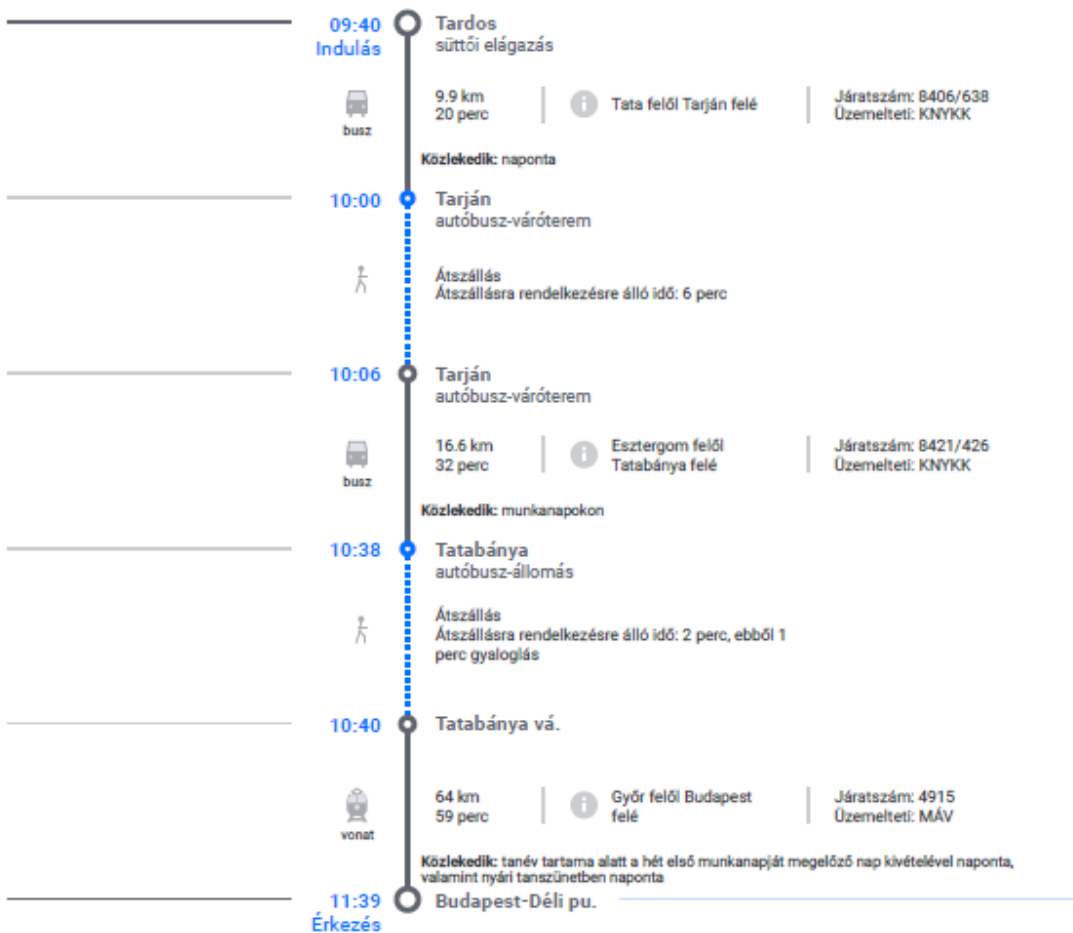 09:40 Tardos
Indulás süttői elágazás
9.9 km Tata felől Tarján felé Járatszám: 8406/638
20 perc Üzemelteti: KNYKK
busz
Közlekedik: naponta
10:00 Tarján
autóbusz-váróterem
Átszállás
Átszállásra rendelkezésre álló idő: 6 perc
10:06 Tarján
autóbusz-váróterem
16.6 km Esztergom felől Járatszám: 8421/426
32 perc Tatabánya felé Üzemelteti: KNYKK
busz
Közlekedik: munkanapokon
10:38 Tatabánya
autóbusz-állomás
Átszállás
Átszállásra rendelkezésre álló idő: 2 perc, ebből 1
perc gyaloglás
10:40 Tatabánya vá.
64 km Győr felől Budapest Járatszám: 4915
59 perc felé Üzemelteti: MÁV
vonat
Közlekedik: tanév tartama alatt a hét első munkanapját megelőző nap kivételével naponta,
valamint nyári tanszünetben naponta
11:39 Budapest-Déli pu.
Érkezés